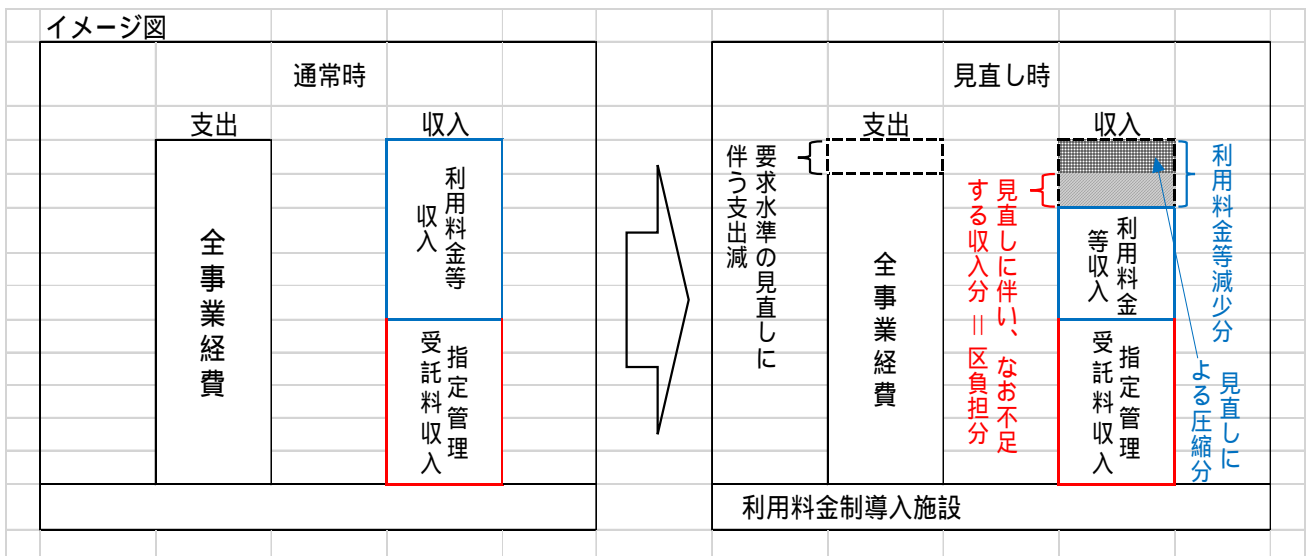 イメージ図
通常時
支出
収入
全事業経費
利用料金等
収入
指定管理
受託料収入
見直し時
支出
収入
要求水準の見直しに
伴う支出減
全事業経費
見直しに伴い、なお不足
する収入分＝区負担分
利用料金
等収入
指定管理
受託料収入
利用料金等減少分
見直しに
よる圧縮分
利用料金制導入施設